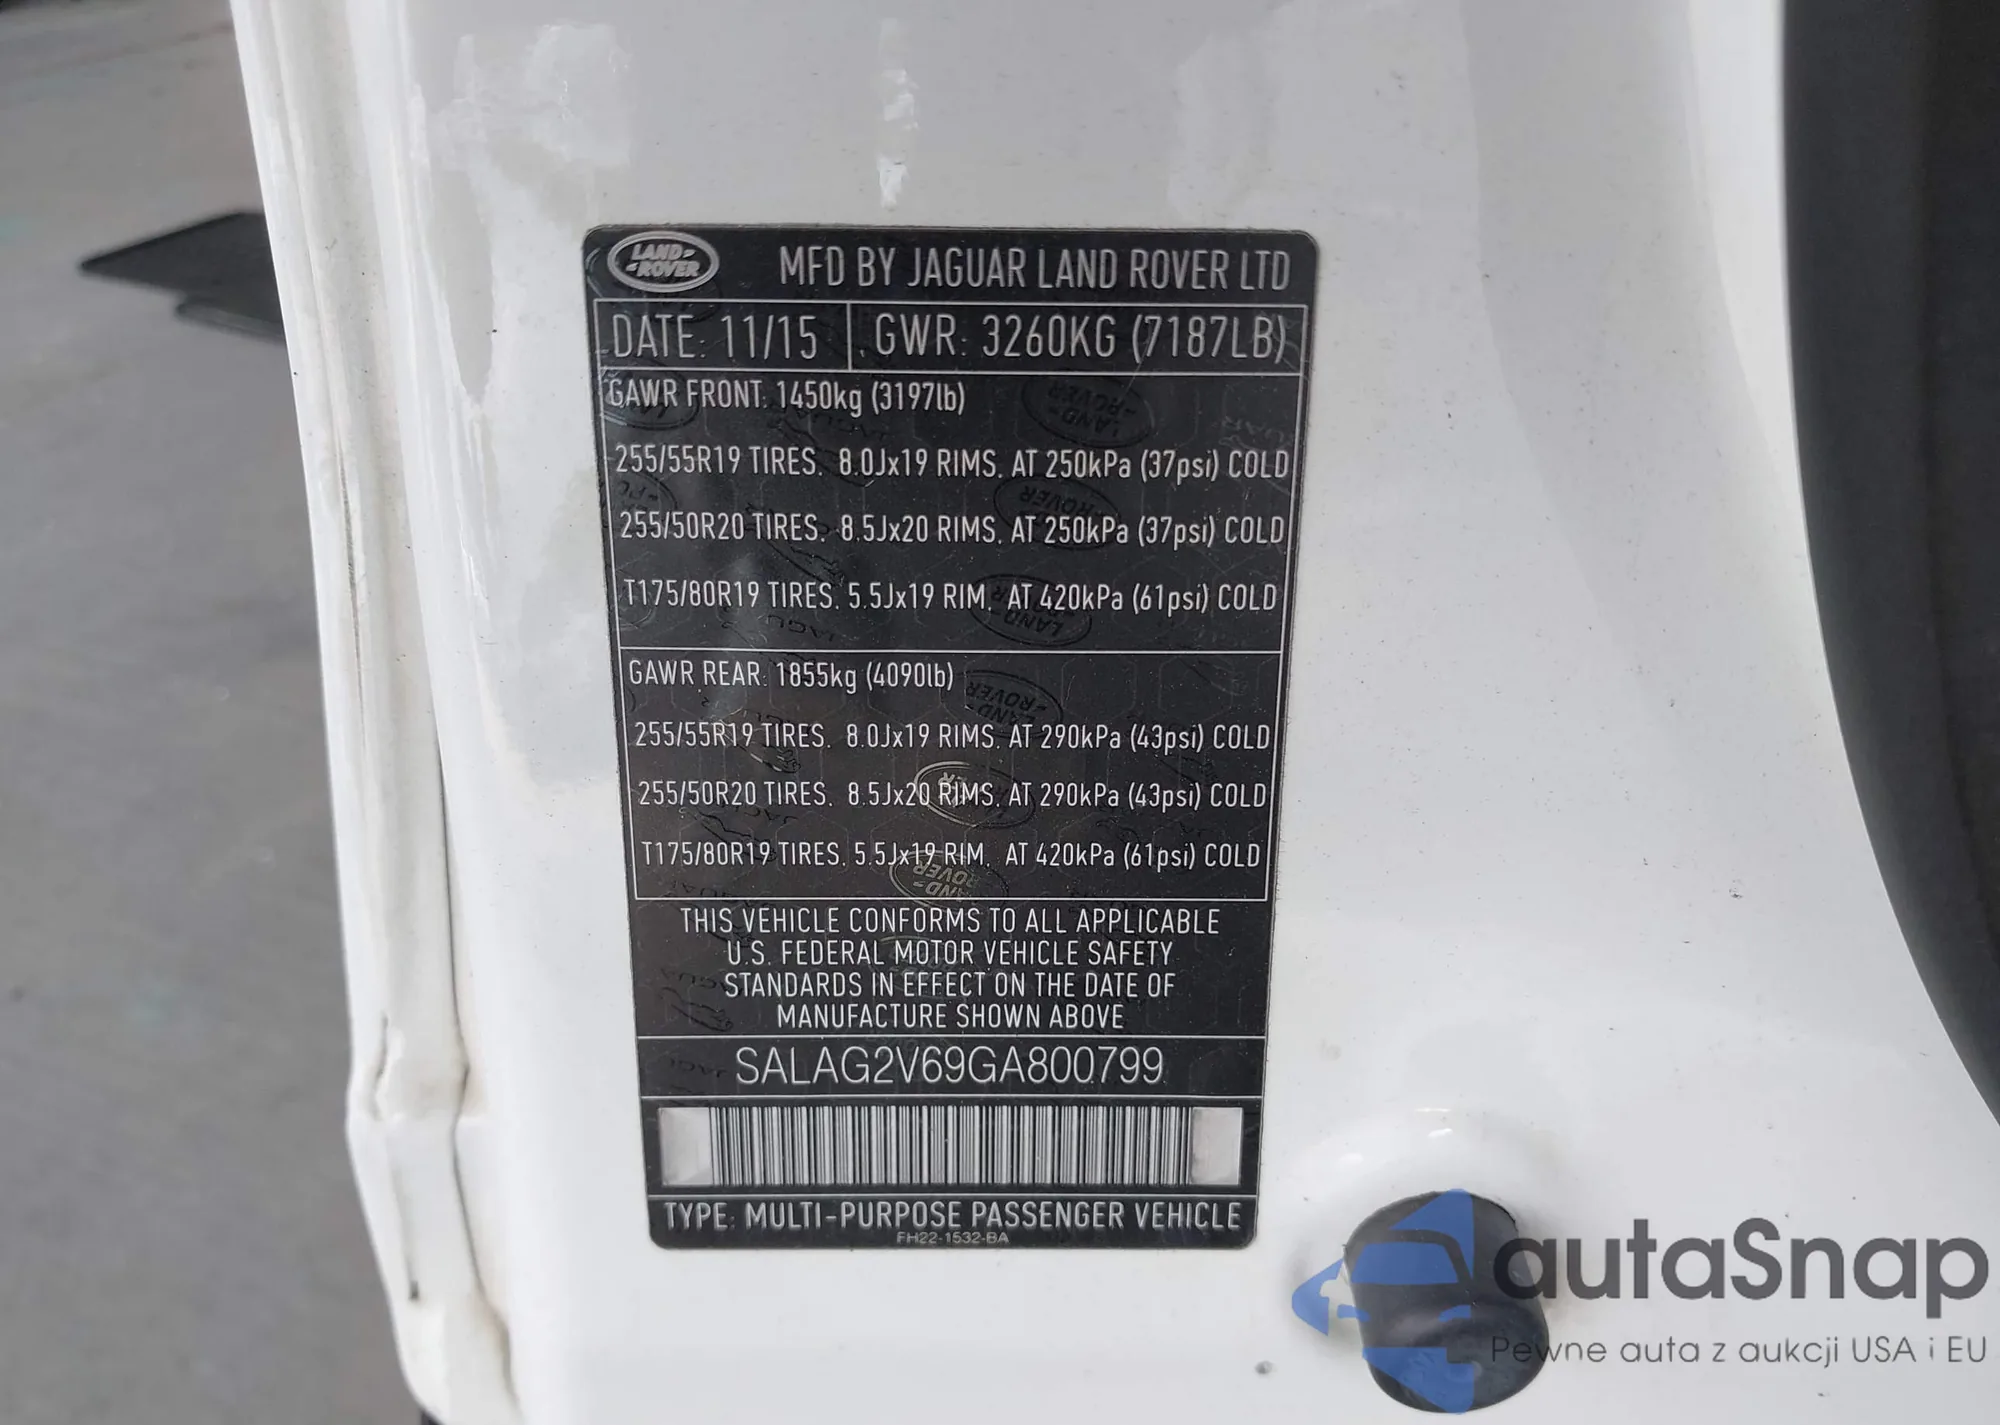 LAND ROVER
MFD BY JAGUAR LAND ROVER LTD
DATE: 11/15
GWR: 3260KG (7187LB)
GAWR FRONT: 1450kg (3197lb)
255/55R19 TIRES. 8.0Jx19 RIMS. AT 250kPa (37psi) COLD
255/50R20 TIRES. 8.5Jx20 RIMS. AT 250kPa (37psi) COLD
T175/80R19 TIRES. 5.5Jx19 RIM. AT 420kPa (61psi) COLD
GAWR REAR: 1855kg (4090lb)
255/55R19 TIRES. 8.0Jx19 RIMS. AT 290kPa (43psi) COLD
255/50R20 TIRES. 8.5Jx20 RIMS. AT 290kPa (43psi) COLD
T175/80R19 TIRES. 5.5Jx19 RIM. AT 420kPa (61psi) COLD
THIS VEHICLE CONFORMS TO ALL APPLICABLE
U.S. FEDERAL MOTOR VEHICLE SAFETY
STANDARDS IN EFFECT ON THE DATE OF
MANUFACTURE SHOWN ABOVE
SALAG2V69GA800799
TYPE: MULTI-PURPOSE PASSENGER VEHICLE
FH22-1532-BA
autoSnap
Pewne auta z aukcji USA i EU